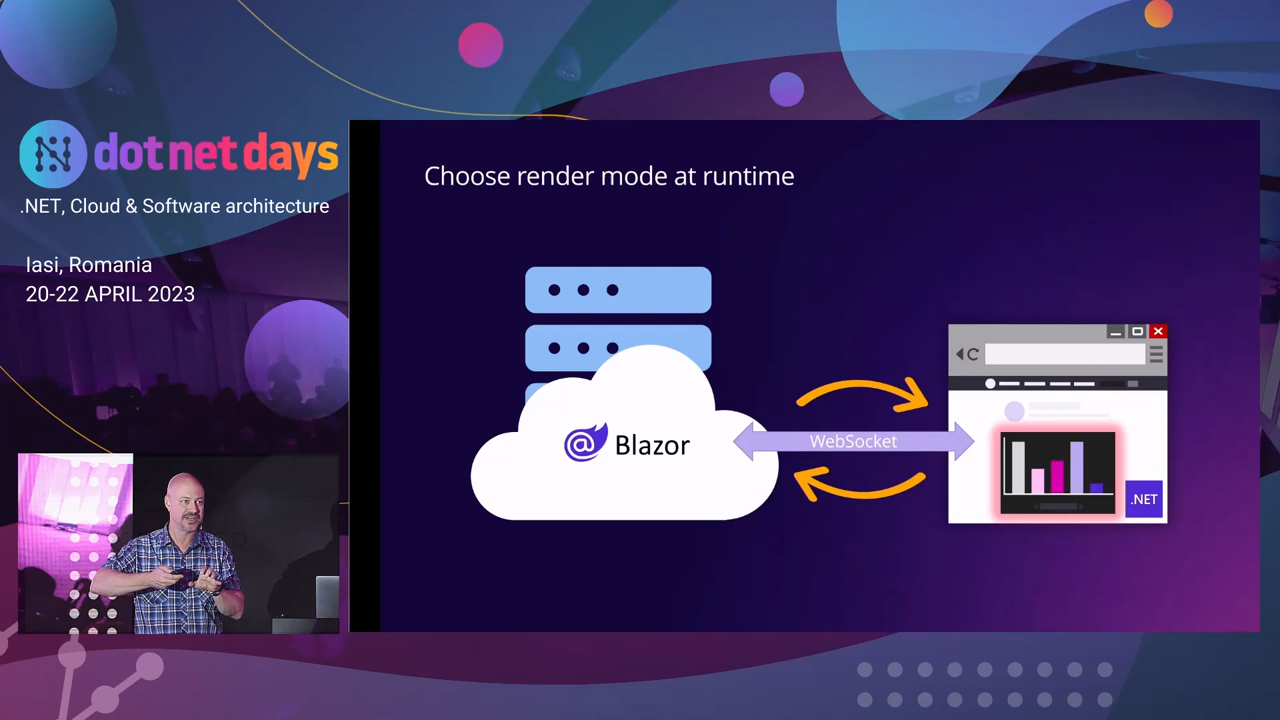 dotnetdays
.NET, Cloud & Software architecture
Iasi, Romania
20-22 APRIL 2023
Choose render mode at runtime
Blazor
WebSocket
.NET